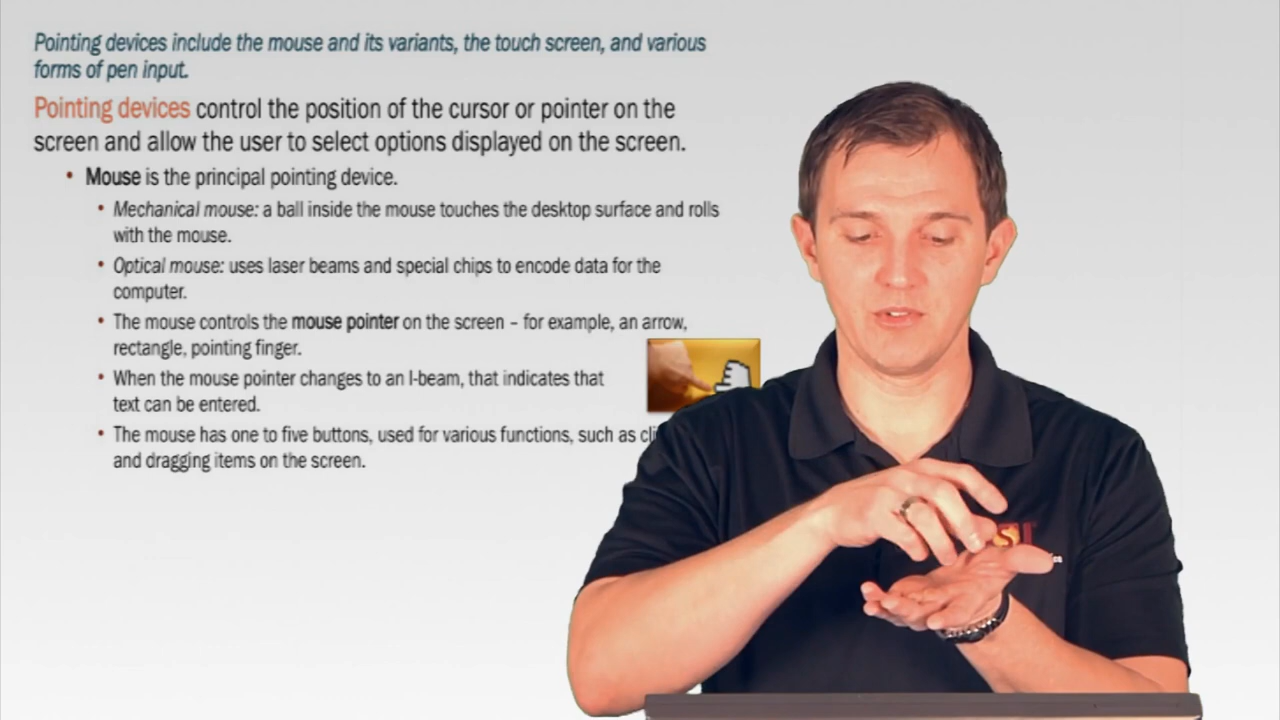 Pointing devices include the mouse and its variants, the touch screen, and various
forms of pen input.
Pointing devices control the position of the cursor or pointer on the
screen and allow the user to select options displayed on the screen.
• Mouse is the principal pointing device.
• Mechanical mouse: a ball inside the mouse touches the desktop surface and rolls
with the mouse.
• Optical mouse: uses laser beams and special chips to encode data for the
computer.
• The mouse controls the mouse pointer on the screen – for example, an arrow,
rectangle, pointing finger.
• When the mouse pointer changes to an I-beam, that indicates that
text can be entered.
• The mouse has one to five buttons, used for various functions, such as
and dragging items on the screen.